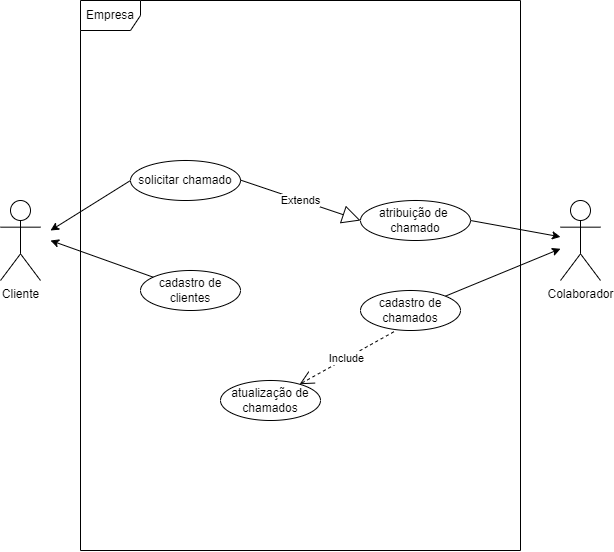 Empresa
solicitar chamado
Extends
atribuição de
chamado
Cliente
cadastro de
clientes
cadastro de
chamados
Colaborador
Include
atualização de
chamados